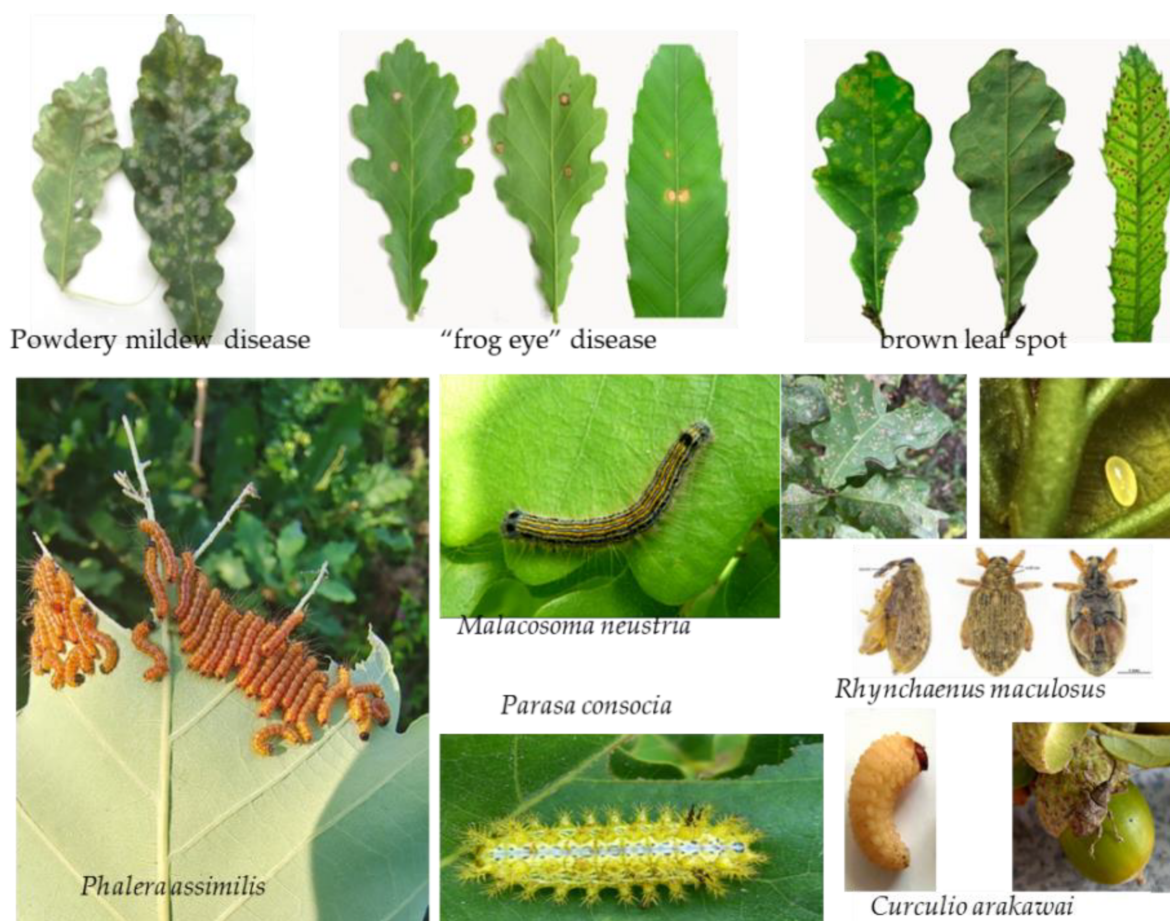 Powdery mildew disease
“frog eye” disease
brown leaf spot
Malacosoma neustria
Rhynchaenus maculosus
Parasa consocia
Phalera assimilis
Curculio arakawai